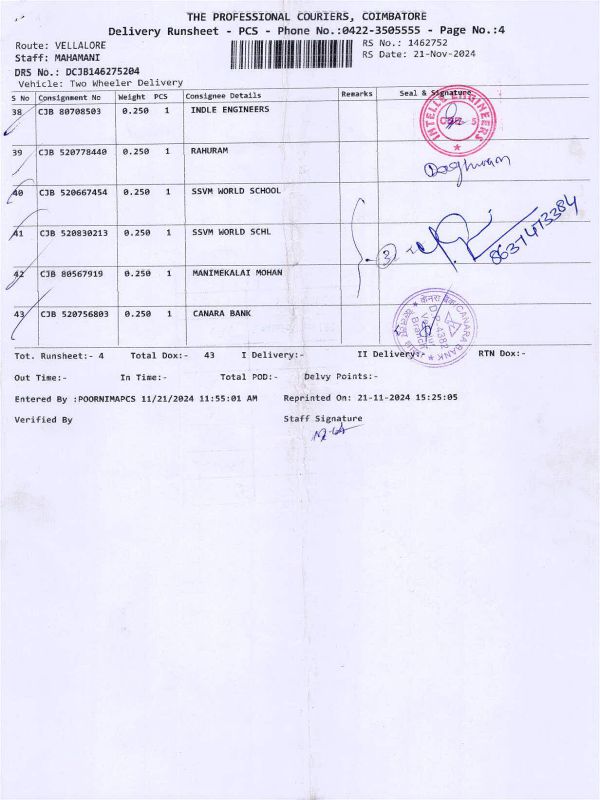 THE PROFESSIONAL COURIERS, COIMBATORE
Delivery Runsheet - PCS - Phone No.:0422-3505555 - Page No.:4
Route: VELLALORE
RS No.: 1462752
Staff: MAHAMANI
RS Date: 21-Nov-2024
DRS No.: DCJB146275204
Vehicle: Two Wheeler Delivery
S No Consignment No Weight PCS Consignee Details Remarks Seal & Signature
38 CJB 80708503 0.250 1 INDLE ENGINEERS
INTELLE ENGINEERS
CBE - 5
39 CJB 520778440 0.250 1 RAHURAM
40 CJB 520667454 0.250 1 SSVM WORLD SCHOOL
41 CJB 520830213 0.250 1 SSVM WORLD SCHL
3
8637473384
42 CJB 80567919 0.250 1 MANIMEKALAI MOHAN
43 CJB 520756803 0.250 1 CANARA BANK
केनरा बैंक CANARA BANK
Tot. Runsheet:- 4 Total Dox:- 43 I Delivery:- II Delivery:- RTN Dox:-
Out Time:- In Time:- Total POD:- Delvy Points:-
Entered By :POORNIMAPCS 11/21/2024 11:55:01 AM Reprinted On: 21-11-2024 15:25:05
Verified By Staff Signature